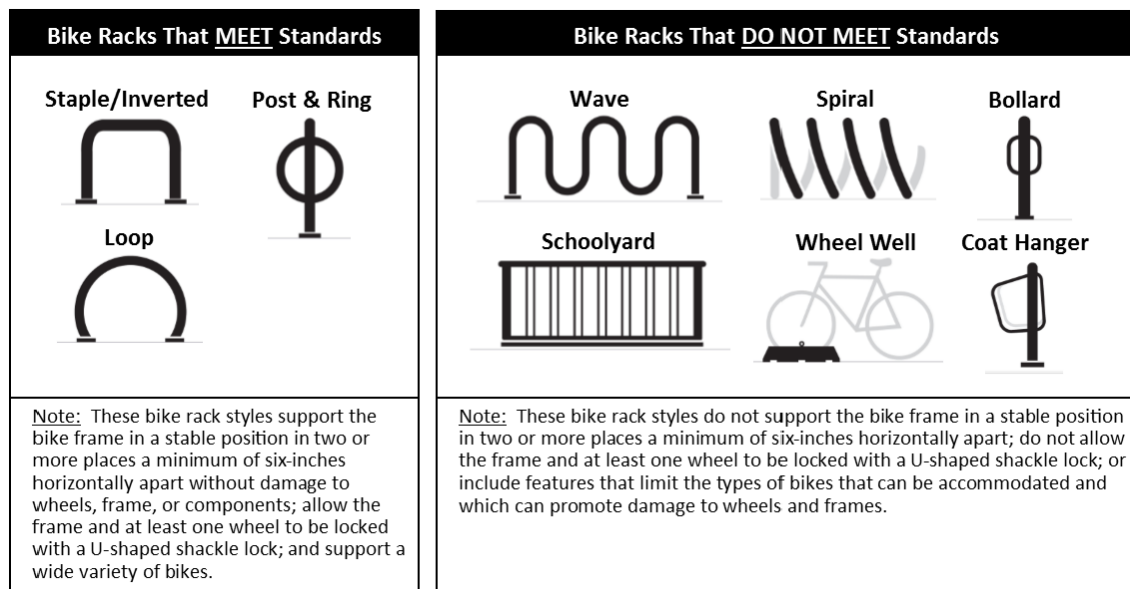 Bike Racks That MEET Standards
Staple/Inverted
Post & Ring
Loop
Note: These bike rack styles support the
bike frame in a stable position in two or
more places a minimum of six-inches
horizontally apart without damage to
wheels, frame, or components; allow the
frame and at least one wheel to be locked
with a U-shaped shackle lock; and support a
wide variety of bikes.
Bike Racks That DO NOT MEET Standards
Wave
Spiral
Bollard
Schoolyard
Wheel Well
Coat Hanger
Note: These bike rack styles do not support the bike frame in a stable position
in two or more places a minimum of six-inches horizontally apart; do not allow
the frame and at least one wheel to be locked with a U-shaped shackle lock; or
include features that limit the types of bikes that can be accommodated and
which can promote damage to wheels and frames.